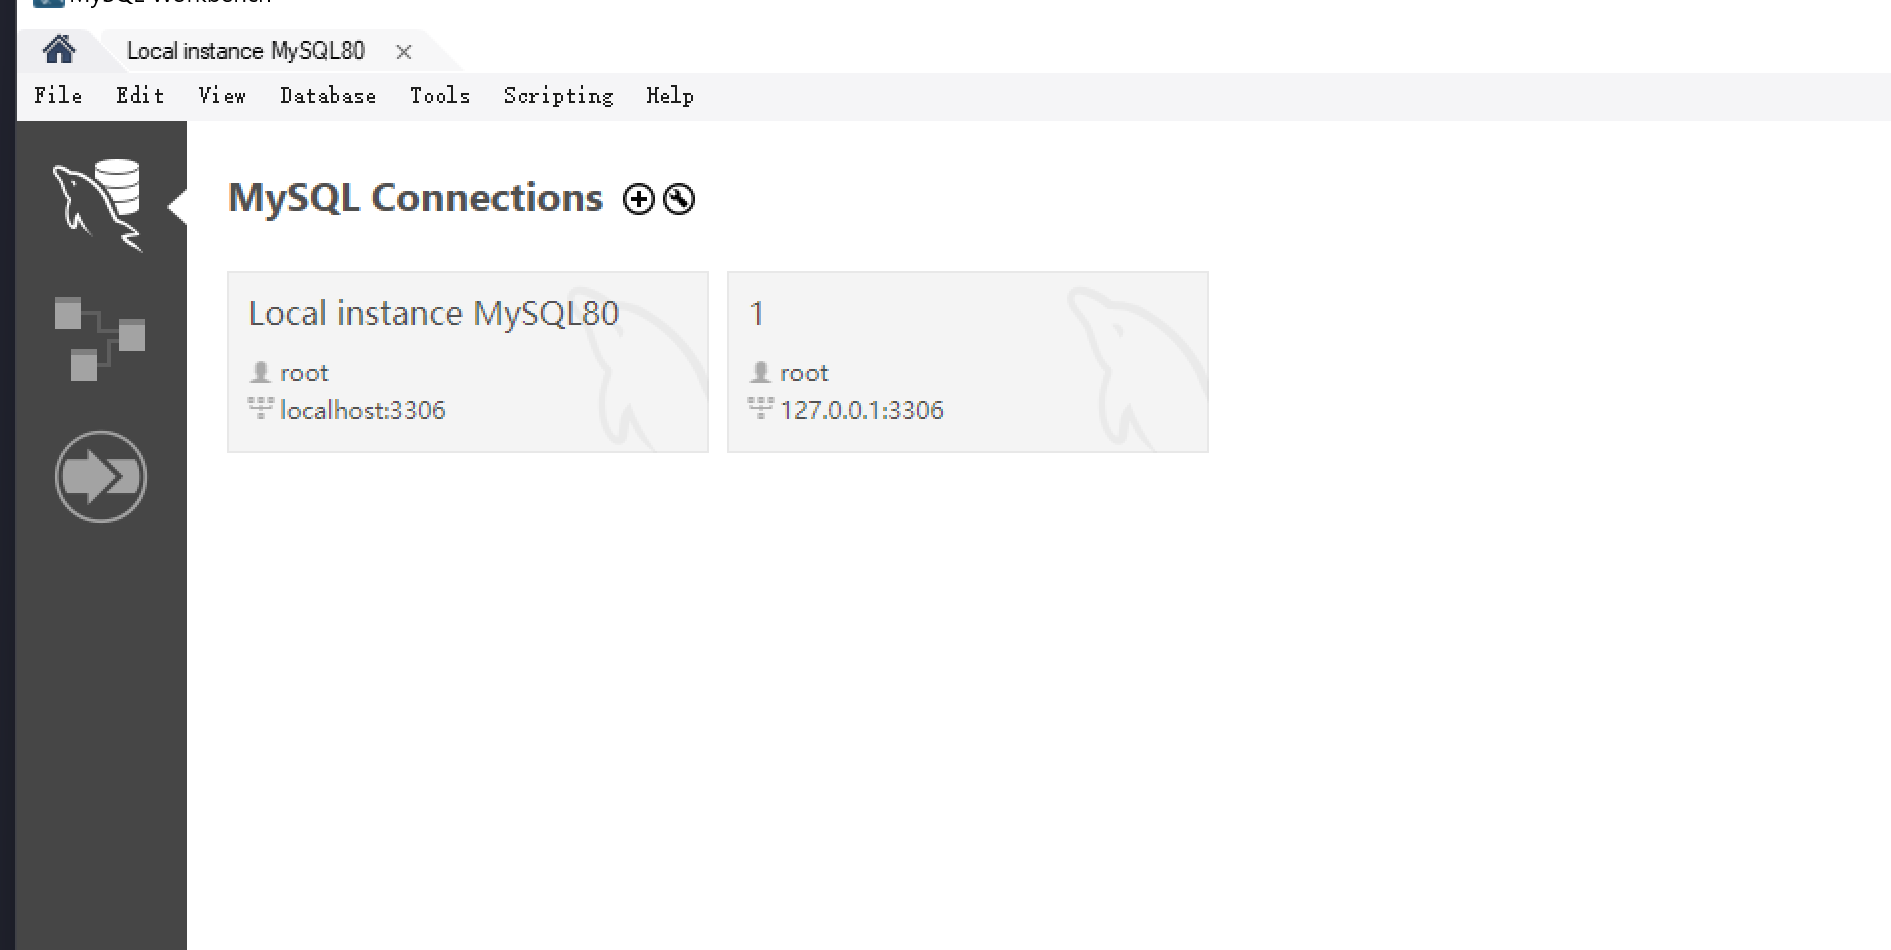 MySQL Workbench
Local instance MySQL80
File Edit View Database Tools Scripting Help
MySQL Connections
Local instance MySQL80
root
localhost:3306
1
root
127.0.0.1:3306